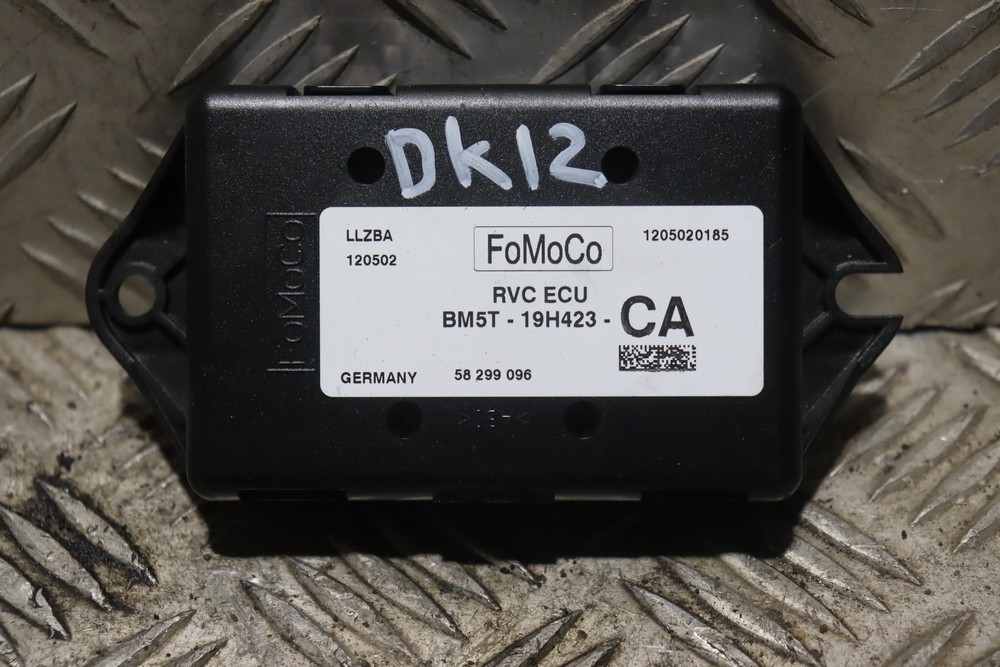 DK12
LLZBA
120502
FoMoCo
1205020185
RVC ECU
BM5T - 19H423 - CA
GERMANY 58 299 096
FoMoCo